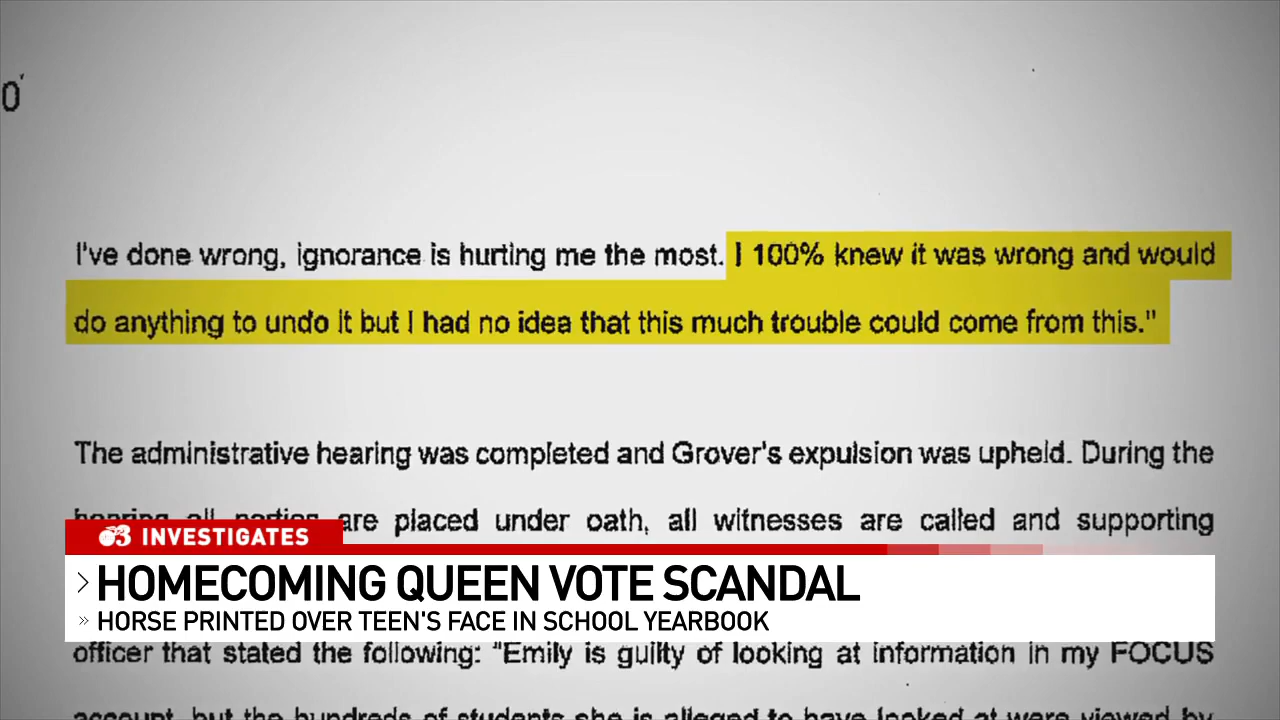 0
I've done wrong, ignorance is hurting me the most. I 100% knew it was wrong and would
do anything to undo it but I had no idea that this much trouble could come from this."
The administrative hearing was completed and Grover's expulsion was upheld. During the
hearing all parties are placed under oath, all witnesses are called and supporting
3 INVESTIGATES
HOMECOMING QUEEN VOTE SCANDAL
HORSE PRINTED OVER TEEN'S FACE IN SCHOOL YEARBOOK
officer that stated the following: "Emily is guilty of looking at information in my FOCUS
account, but the hundreds of students she is alleged to have looked at were viewed by